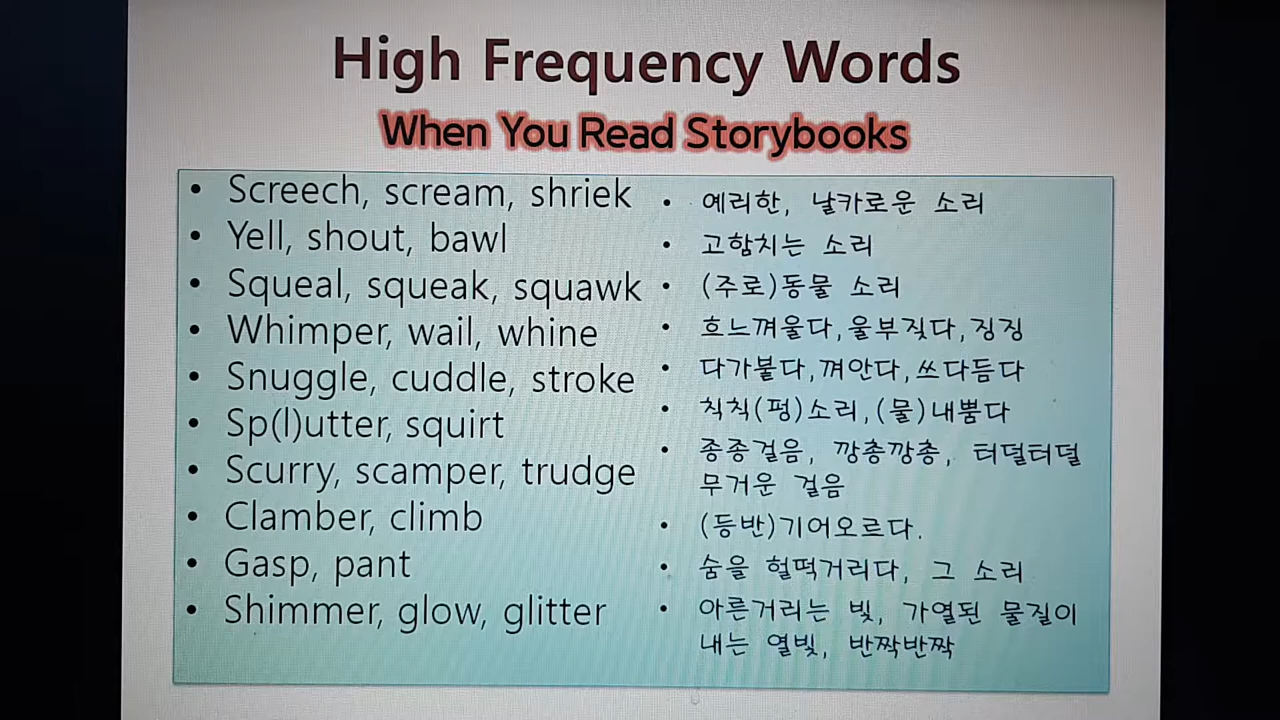 High Frequency Words
When You Read Storybooks
• Screech, scream, shriek
• Yell, shout, bawl
• Squeal, squeak, squawk
• Whimper, wail, whine
• Snuggle, cuddle, stroke
• Sp(l)utter, squirt
• Scurry, scamper, trudge
• Clamber, climb
• Gasp, pant
• Shimmer, glow, glitter
• 예리한, 날카로운 소리
• 고함치는 소리
• (주로)동물 소리
• 흐느껴울다,울부짖다,징징
• 다가붙다,껴안다,쓰다듬다
• 칙칙(펑)소리,(물)내뿜다
• 종종걸음, 깡총깡총, 터덜터덜
무거운 걸음
• (등반)기어오르다.
• 숨을 헐떡거리다, 그 소리
• 아른거리는 빛, 가열된 물질이
내는 열빛, 반짝반짝